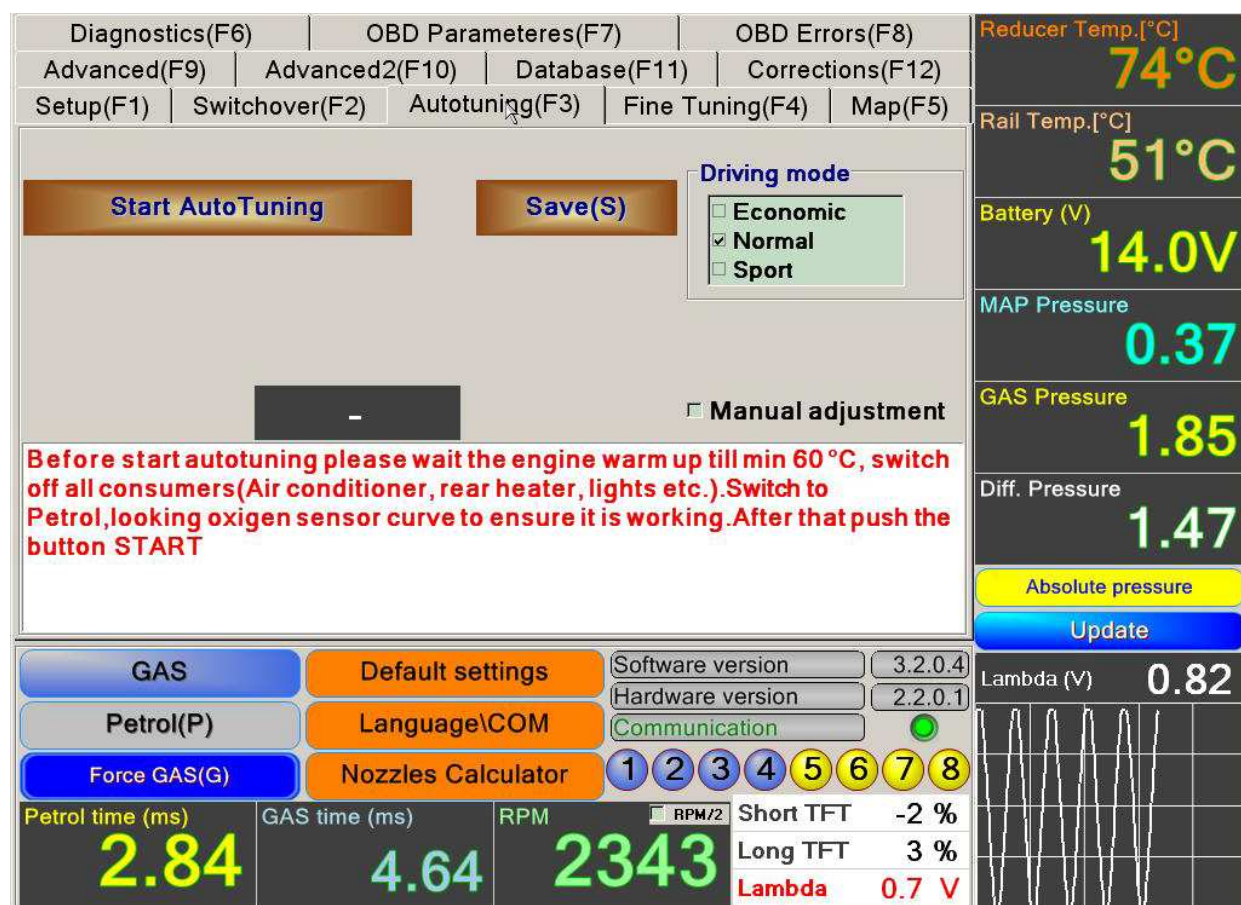 Diagnostics(F6) OBD Parameteres(F7) OBD Errors(F8)
Advanced(F9) Advanced2(F10) Database(F11) Corrections(F12)
Setup(F1) Switchover(F2) Autotuning(F3) Fine Tuning(F4) Map(F5)
Start AutoTuning Save(S)
Driving mode
Economic
Normal
Sport
-
Manual adjustment
Before start autotuning please wait the engine warm up till min 60 °C, switch
off all consumers(Air conditioner, rear heater, lights etc.).Switch to
Petrol,looking oxigen sensor curve to ensure it is working.After that push the
button START
Reducer Temp.[°C]
74°C
Rail Temp.[°C]
51°C
Battery (V)
14.0V
MAP Pressure
0.37
GAS Pressure
1.85
Diff. Pressure
1.47
Absolute pressure
Update
Lambda (V) 0.82
GAS Default settings Software version 3.2.0.4
Hardware version 2.2.0.1
Petrol(P) Language\COM Communication
Force GAS(G) Nozzles Calculator 1 2 3 4 5 6 7 8
Petrol time (ms) GAS time (ms) RPM RPM/2
2.84 4.64 2343
Short TFT -2 %
Long TFT 3 %
Lambda 0.7 V